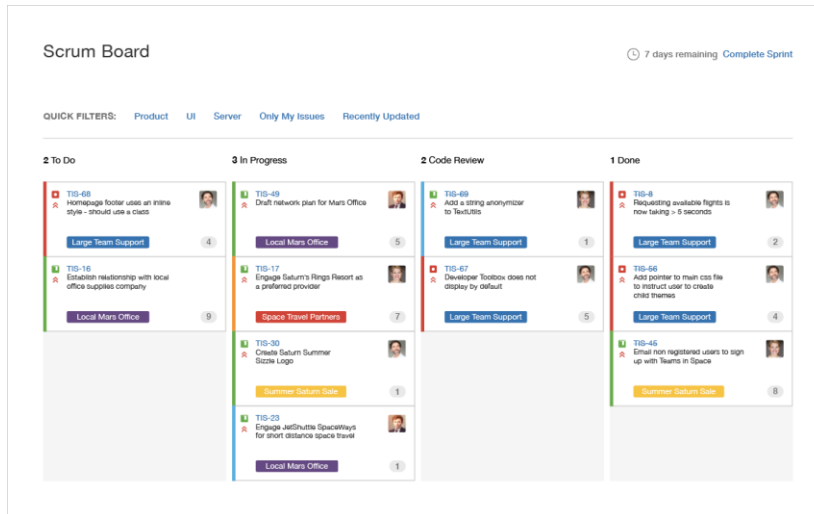 Scrum Board
7 days remaining Complete Sprint
QUICK FILTERS: Product UI Server Only My Issues Recently Updated
2 To Do
TIS-68
Homepage footer uses an inline
style - should use a class
Large Team Support 4
TIS-16
Establish relationship with local
office supplies company
Local Mars Office 9
3 In Progress
TIS-49
Draft network plan for Mars Office
Local Mars Office 5
TIS-17
Engage Saturn's Rings Resort as
a preferred provider
Space Travel Partners 7
TIS-30
Create Saturn Summer
Sizzle Logo
Summer Saturn Sale 1
TIS-23
Engage JetShuttle SpaceWays
for short distance space travel
Local Mars Office 1
2 Code Review
TIS-69
Add a string anonymizer
to TextUtils
Large Team Support 1
TIS-67
Developer Toolbox does not
display by default
Large Team Support 5
1 Done
TIS-8
Requesting available flights is
now taking > 5 seconds
Large Team Support 2
TIS-56
Add pointer to main css file
to instruct user to create
child themes
Large Team Support 4
TIS-45
Email non registered users to sign
up with Teams in Space
Summer Saturn Sale 8